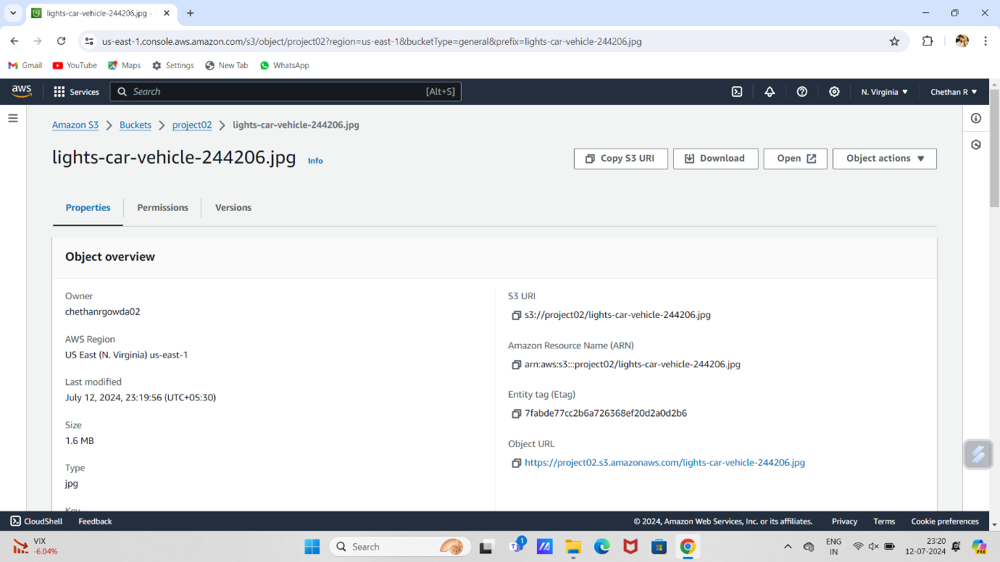 lights-car-vehicle-244206.jpg -
us-east-1.console.aws.amazon.com/s3/object/project02?region=us-east-1&bucketType=general&prefix=lights-car-vehicle-244206.jpg
Gmail YouTube Maps Settings New Tab WhatsApp
aws Services Search [Alt+S] N. Virginia Chethan R
Amazon S3 Buckets project02 lights-car-vehicle-244206.jpg
lights-car-vehicle-244206.jpg Info Copy S3 URI Download Open Object actions
Properties Permissions Versions
Object overview
Owner
chethanrgowda02
AWS Region
US East (N. Virginia) us-east-1
Last modified
July 12, 2024, 23:19:56 (UTC+05:30)
Size
1.6 MB
Type
jpg
Key
S3 URI
s3://project02/lights-car-vehicle-244206.jpg
Amazon Resource Name (ARN)
arn:aws:s3:::project02/lights-car-vehicle-244206.jpg
Entity tag (Etag)
7fabde77cc2b6a726368ef20d2a0d2b6
Object URL
https://project02.s3.amazonaws.com/lights-car-vehicle-244206.jpg
CloudShell Feedback © 2024, Amazon Web Services, Inc. or its affiliates. Privacy Terms Cookie preferences
VIX
-6.04%
Search
1
ENG
IN
23:20
12-07-2024
PRE